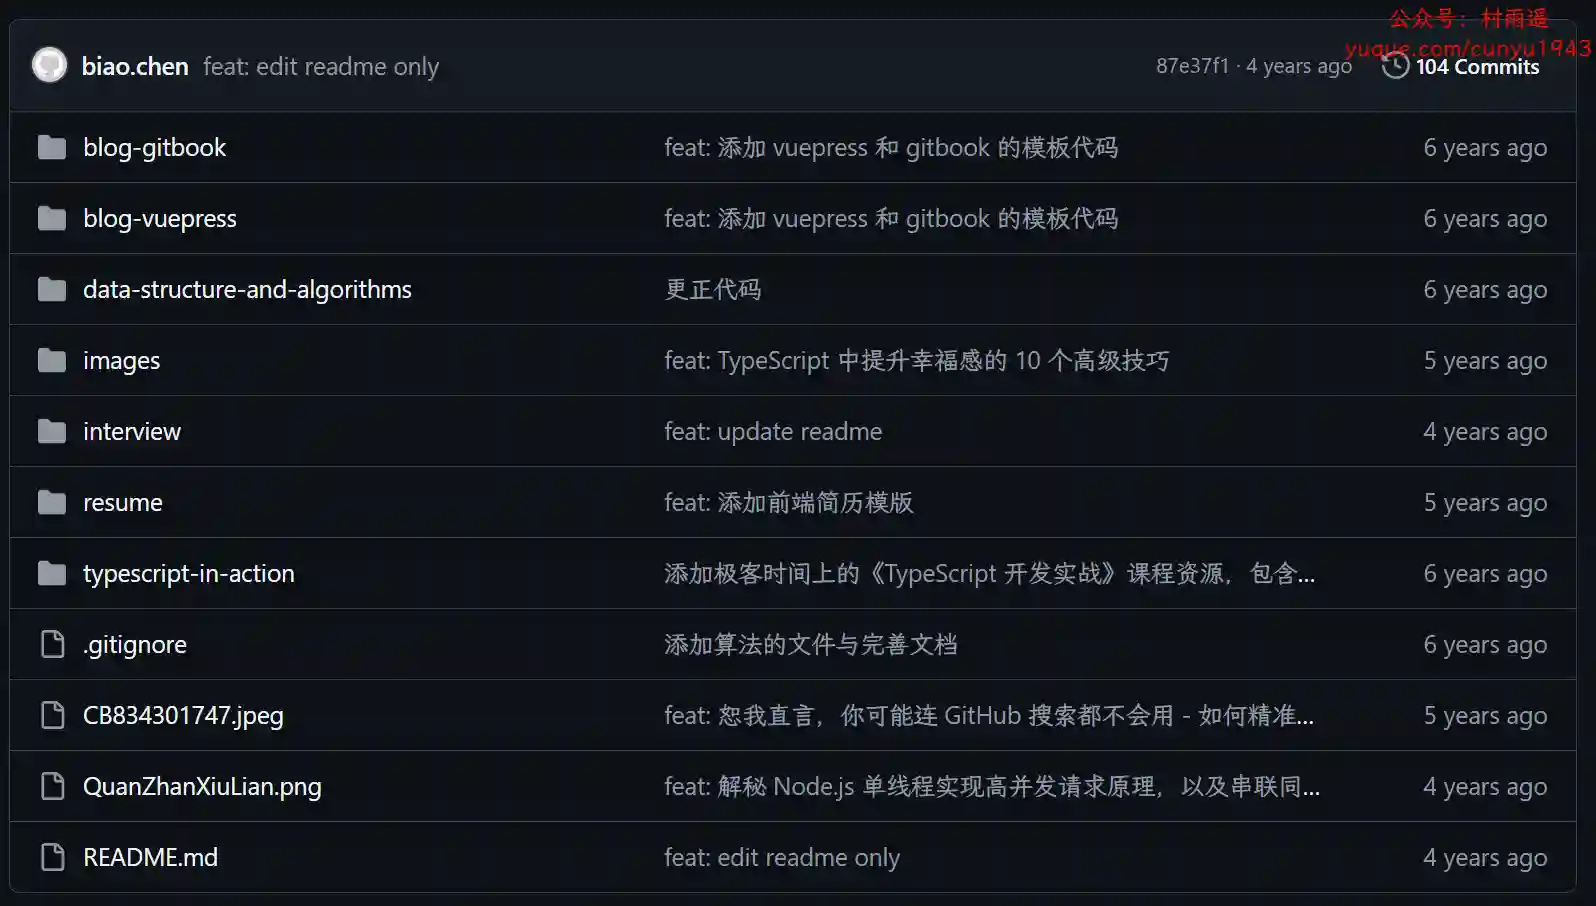 公众号：村雨遥
yuque.com/cunyu1943
biao.chen feat: edit readme only 87e37f1 · 4 years ago 104 Commits
blog-gitbook feat: 添加 vuepress 和 gitbook 的模板代码 6 years ago
blog-vuepress feat: 添加 vuepress 和 gitbook 的模板代码 6 years ago
data-structure-and-algorithms 更正代码 6 years ago
images feat: TypeScript 中提升幸福感的 10 个高级技巧 5 years ago
interview feat: update readme 4 years ago
resume feat: 添加前端简历模版 5 years ago
typescript-in-action 添加极客时间上的《TypeScript 开发实战》课程资源，包含... 6 years ago
.gitignore 添加算法的文件与完善文档 6 years ago
CB834301747.jpeg feat: 恕我直言，你可能连 GitHub 搜索都不会用 - 如何精准... 5 years ago
QuanZhanXiuLian.png feat: 解秘 Node.js 单线程实现高并发请求原理，以及串联同... 4 years ago
README.md feat: edit readme only 4 years ago